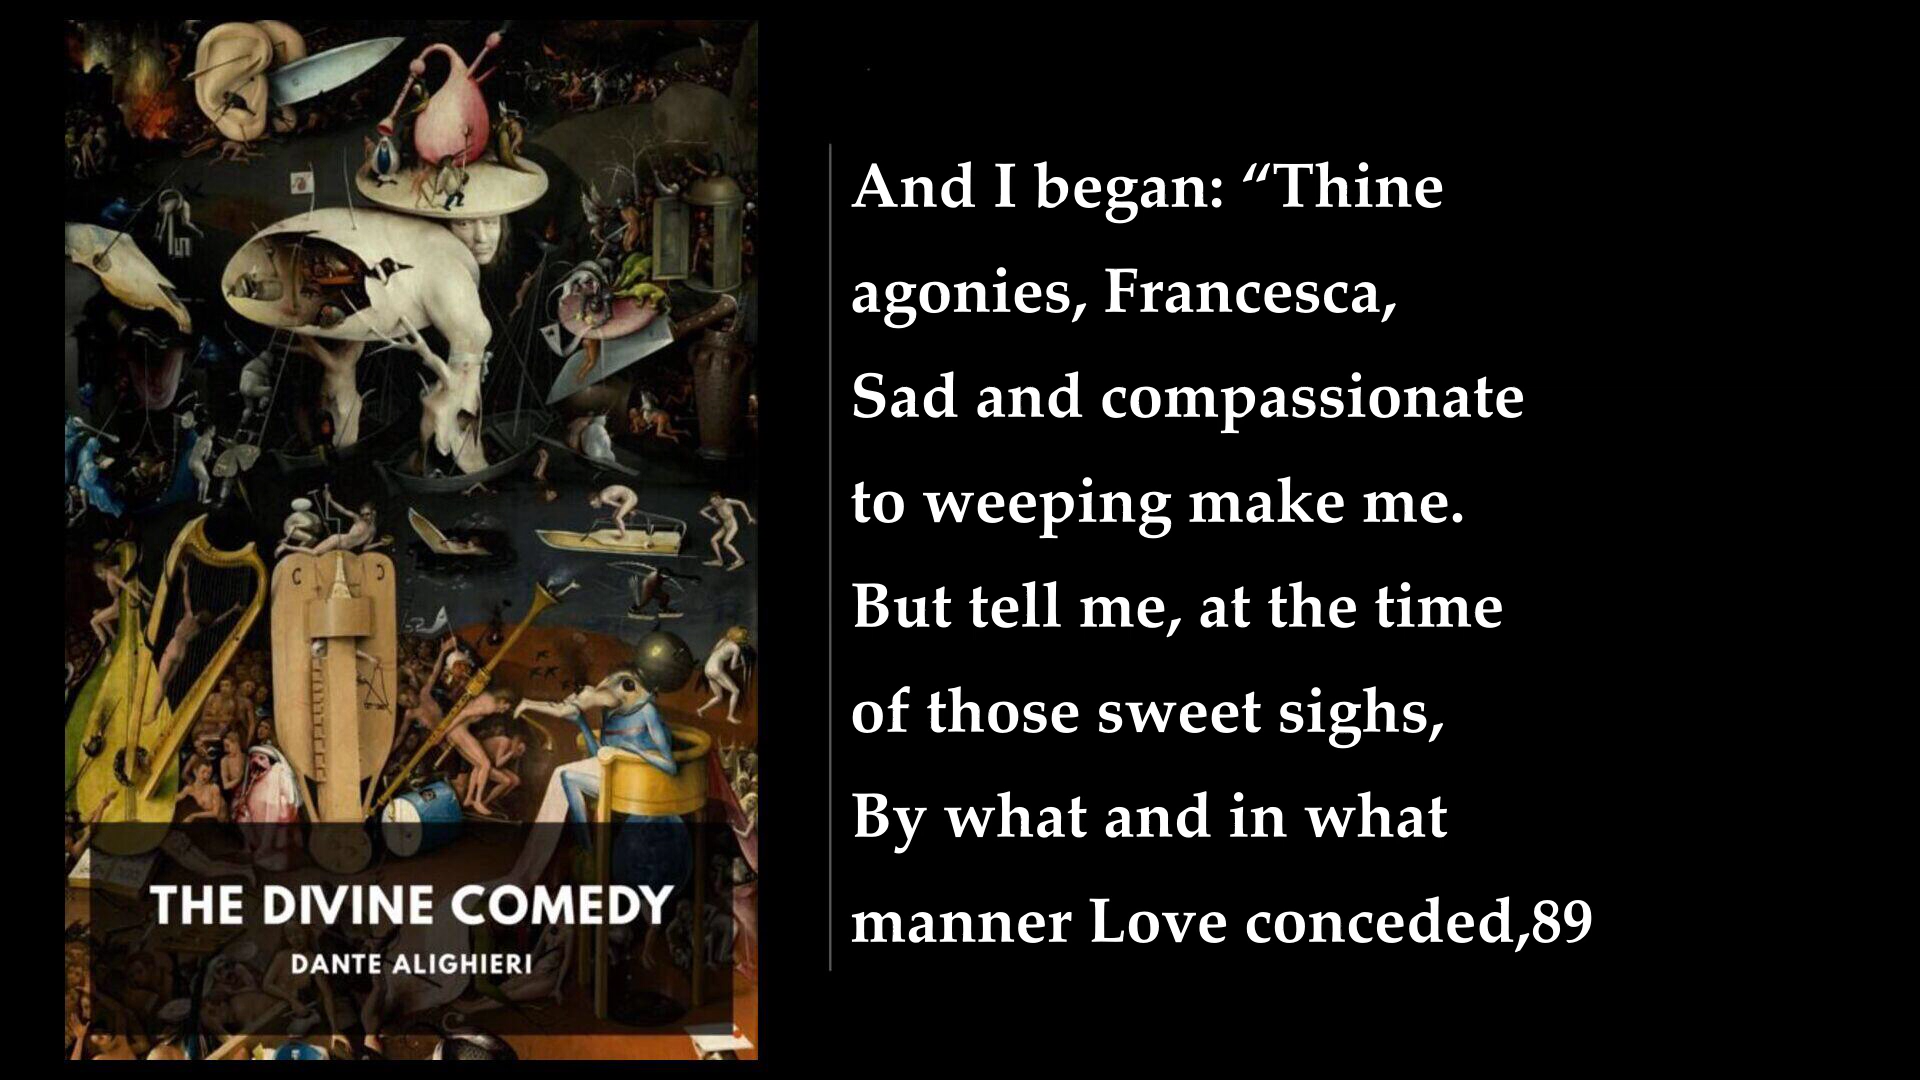 THE DIVINE COMEDY
DANTE ALIGHIERI
And I began: “Thine
agonies, Francesca,
Sad and compassionate
to weeping make me.
But tell me, at the time
of those sweet sighs,
By what and in what
manner Love conceded,89